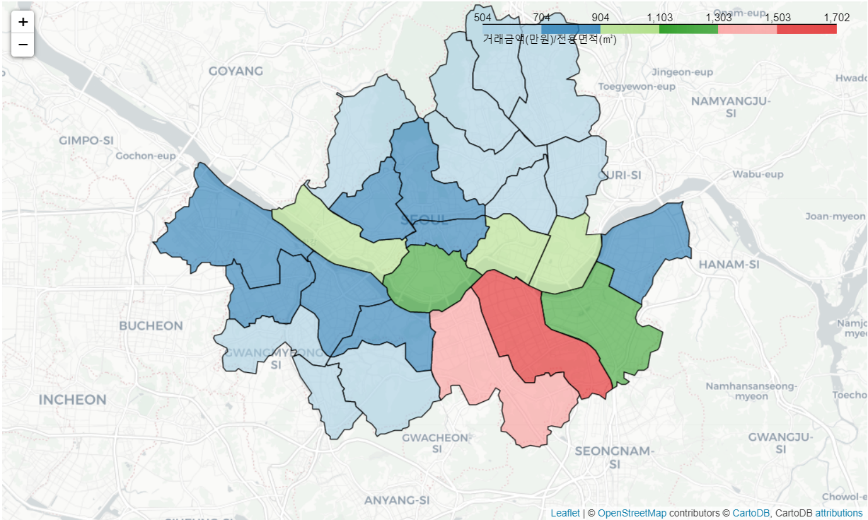 +
−
504 704 904 1,103 1,303 1,503 1,702
거래금액(만원)/전용면적(㎡)
Onam-eup
GOYANG
Jingeon-eup
Toegyewon-eup
Hwado
NAMYANGJU-
SI
GIMPO-SI
Gochon-eup
GURI-SI
Wabu-eup
Joan-myeon
SEOUL
HANAM-SI
BUCHEON
GWANGMYEONG-
SI
INCHEON
Namhansanseong-
myeon
GWACHEON-
SI
GWANGJU-
SI
SEONGNAM-
SI
ANYANG-SI
Leaflet | © OpenStreetMap contributors © CartoDB, CartoDB attributions